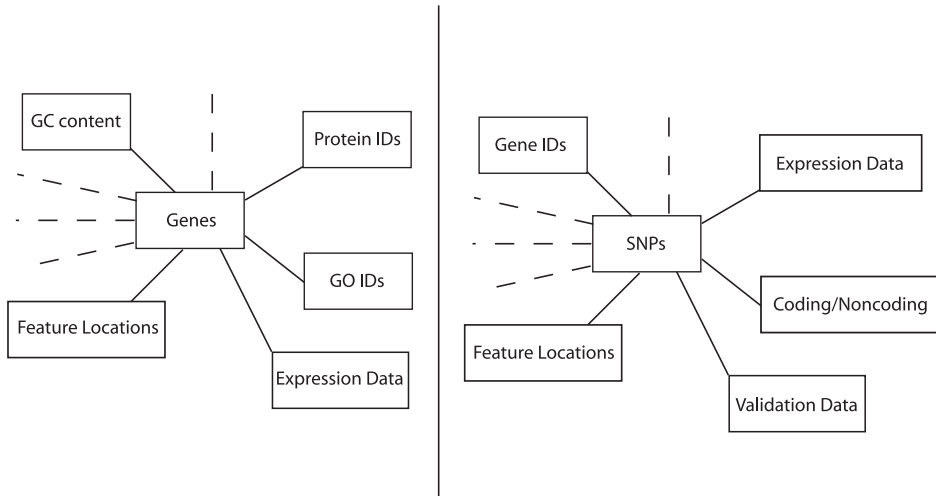 GC content
Protein IDs
Genes
GO IDs
Feature Locations
Expression Data
Gene IDs
Expression Data
SNPs
Coding/Noncoding
Feature Locations
Validation Data